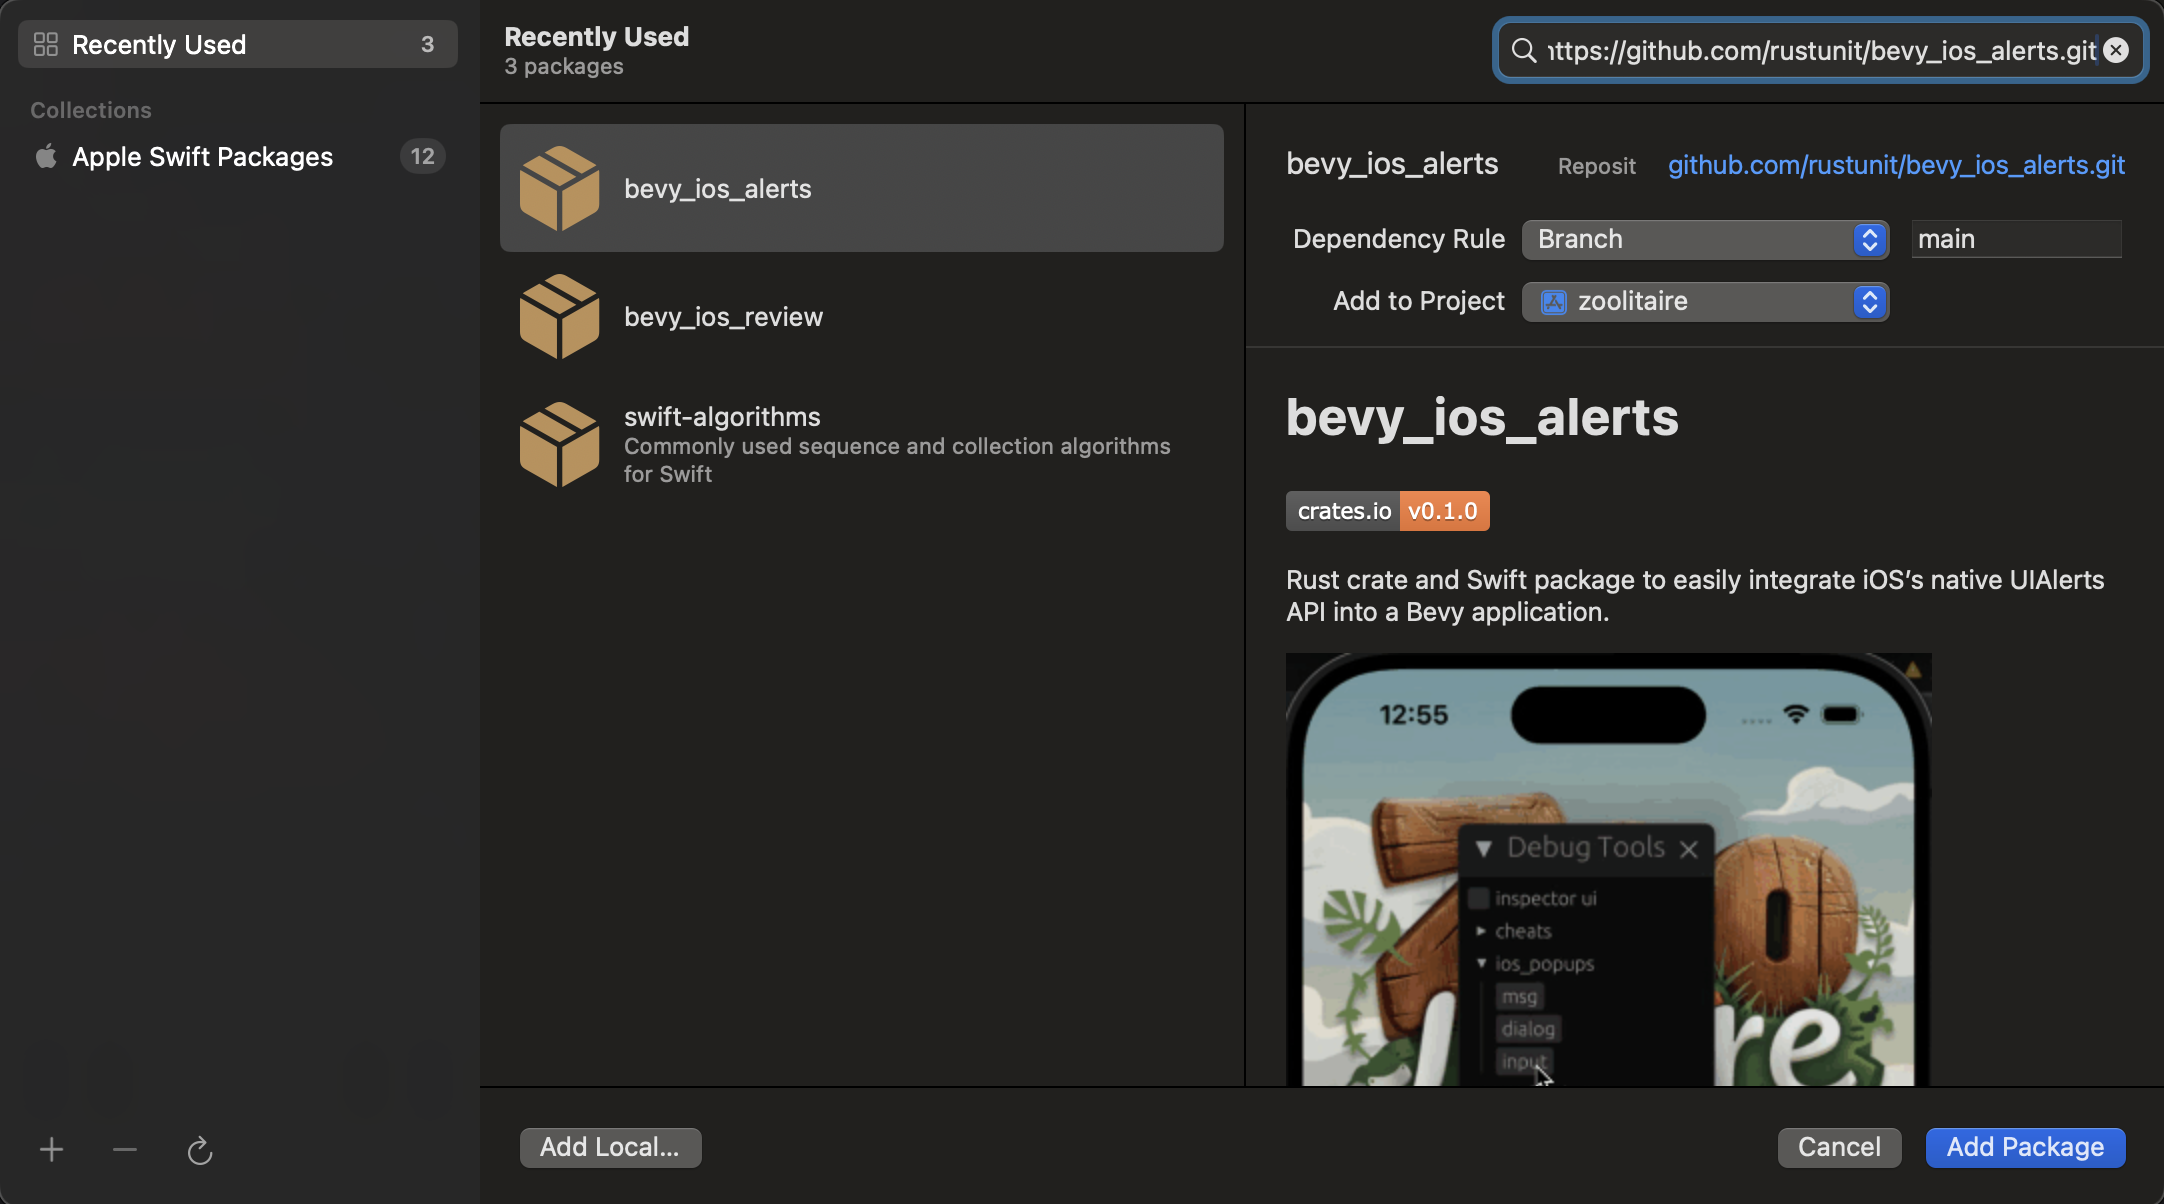 Recently Used 3
Collections
Apple Swift Packages 12
Recently Used
3 packages
ttps://github.com/rustunit/bevy_ios_alerts.git
bevy_ios_alerts
bevy_ios_review
swift-algorithms
Commonly used sequence and collection algorithms
for Swift
bevy_ios_alerts Reposit github.com/rustunit/bevy_ios_alerts.git
Dependency Rule Branch main
Add to Project zoolitaire
bevy_ios_alerts
crates.io v0.1.0
Rust crate and Swift package to easily integrate iOS’s native UIAlerts
API into a Bevy application.
12:55
Debug Tools
inspector ui
cheats
ios_popups
msg
dialog
input
re
Add Local...
Cancel Add Package